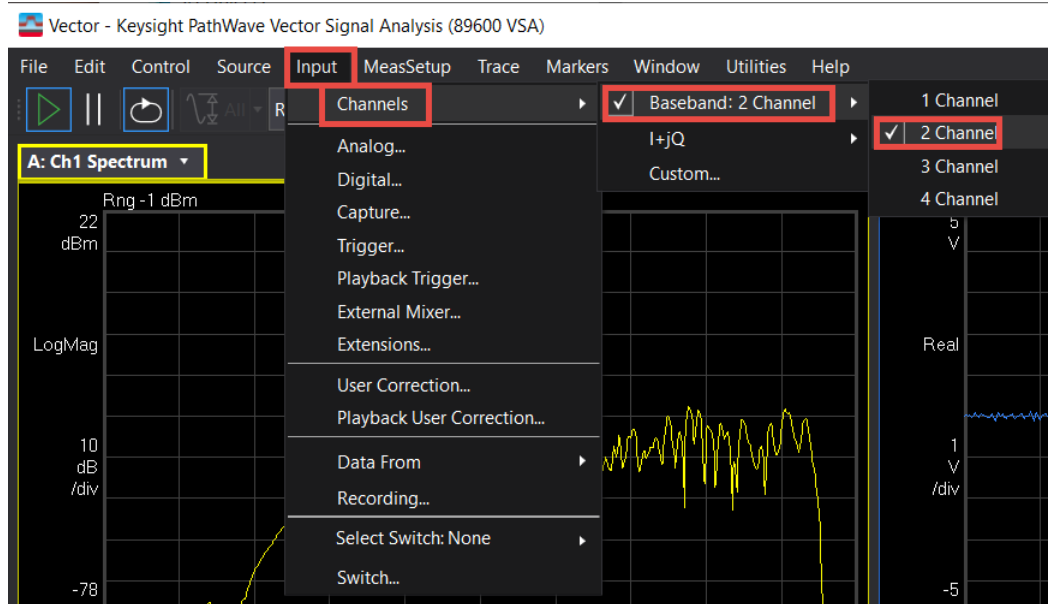 Vector - Keysight PathWave Vector Signal Analysis (89600 VSA)
File Edit Control Source Input MeasSetup Trace Markers Window Utilities Help
All R
A: Ch1 Spectrum
Rng -1 dBm
22
dBm
LogMag
10
dB
/div
-78
Channels
Analog...
Digital...
Capture...
Trigger...
Playback Trigger...
External Mixer...
Extensions...
User Correction...
Playback User Correction...
Data From
Recording...
Select Switch: None
Switch...
Baseband: 2 Channel
I+jQ
Custom...
1 Channel
2 Channel
3 Channel
4 Channel
5
V
Real
1
V
/div
-5